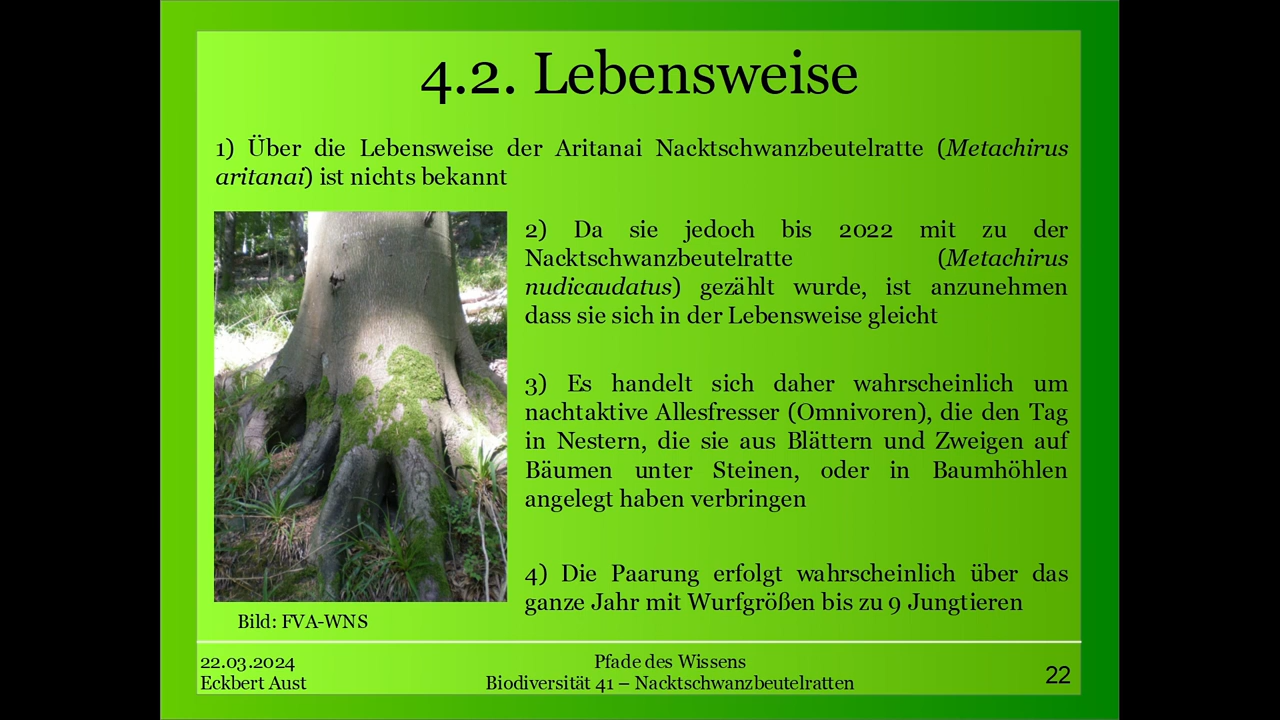 4.2. Lebensweise
1) Über die Lebensweise der Aritanai Nacktschwanzbeutelratte (Metachirus
aritanai) ist nichts bekannt
2) Da sie jedoch bis 2022 mit zu der
Nacktschwanzbeutelratte (Metachirus
nudicaudatus) gezählt wurde, ist anzunehmen
dass sie sich in der Lebensweise gleicht
3) Es handelt sich daher wahrscheinlich um
nachtaktive Allesfresser (Omnivoren), die den Tag
in Nestern, die sie aus Blättern und Zweigen auf
Bäumen unter Steinen, oder in Baumhöhlen
angelegt haben verbringen
4) Die Paarung erfolgt wahrscheinlich über das
ganze Jahr mit Wurfgrößen bis zu 9 Jungtieren
Bild: FVA-WNS
22.03.2024
Eckbert Aust
Pfade des Wissens
Biodiversität 41 – Nacktschwanzbeutelratten
22